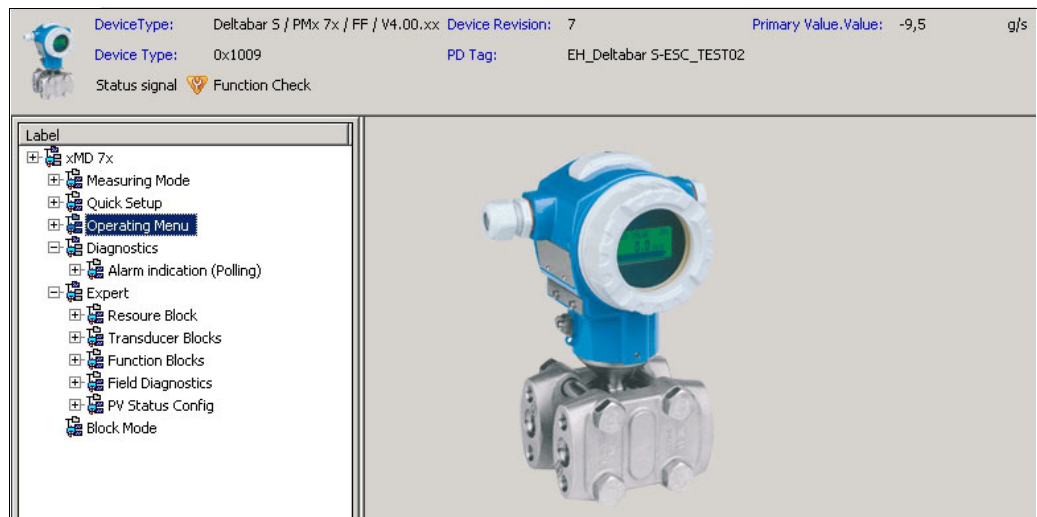 DeviceType: Deltabar S / PMx 7x / FF / V4.00.xx Device Revision: 7 Primary Value.Value: -9,5 g/s
Device Type: 0x1009 PD Tag: EH_Deltabar S-ESC_TEST02
Status signal Function Check
Label
xMD 7x
Measuring Mode
Quick Setup
Operating Menu
Diagnostics
Alarm indication (Polling)
Expert
Resoure Block
Transducer Blocks
Function Blocks
Field Diagnostics
PV Status Config
Block Mode